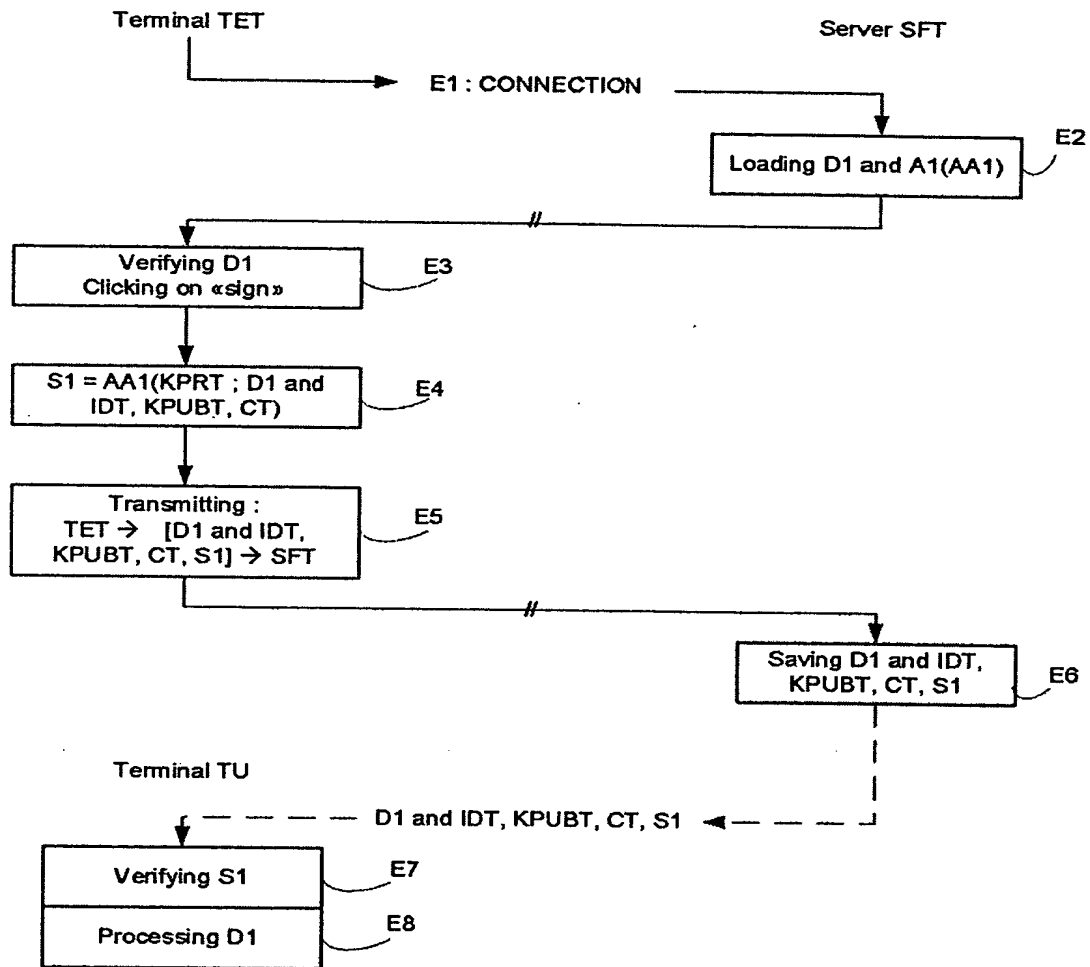 Terminal TET
Server SFT
E1 : CONNECTION
E2
Loading D1 and A1(AA1)
Verifying D1
Clicking on «sign»
E3
S1 = AA1(KPRT ; D1 and
IDT, KPUBT, CT)
E4
Transmitting :
TET → [D1 and IDT,
KPUBT, CT, S1] → SFT
E5
Saving D1 and IDT,
KPUBT, CT, S1
E6
Terminal TU
D1 and IDT, KPUBT, CT, S1
Verifying S1
E7
Processing D1
E8